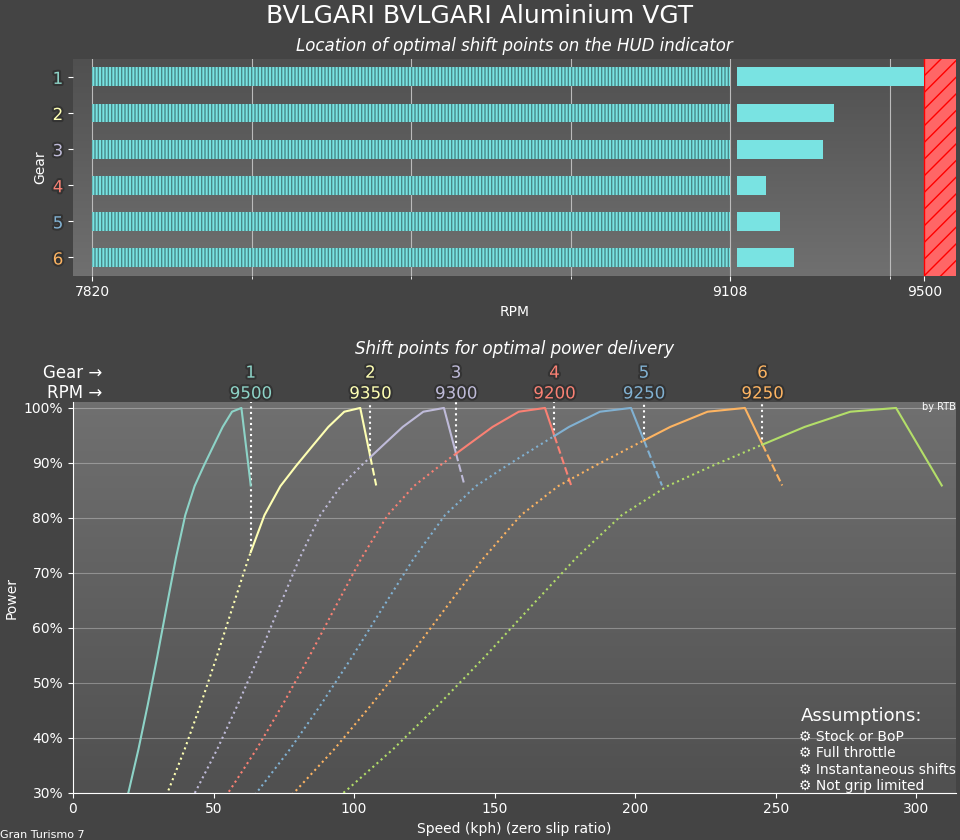 BVLGARI BVLGARI Aluminium VGT
Location of optimal shift points on the HUD indicator
Gear
1
2
3
4
5
6
7820 9108 9500
RPM
Shift points for optimal power delivery
Gear → 1 2 3 4 5 6
RPM → 9500 9350 9300 9200 9250 9250
by RTB
Power
100%
90%
80%
70%
60%
50%
40%
30%
Assumptions:
⚙ Stock or BoP
⚙ Full throttle
⚙ Instantaneous shifts
⚙ Not grip limited
0 50 100 150 200 250 300
Speed (kph) (zero slip ratio)
Gran Turismo 7